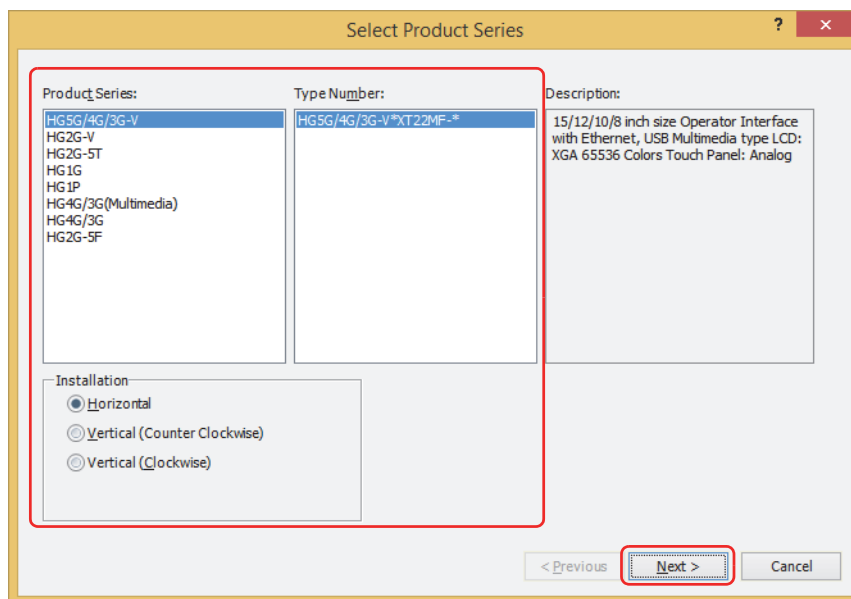 Select Product Series
?
Product Series:
HG5G/4G/3G-V
HG2G-V
HG2G-5T
HG1G
HG1P
HG4G/3G(Multimedia)
HG4G/3G
HG2G-5F
Type Number:
HG5G/4G/3G-V*XT22MF-*
Description:
15/12/10/8 inch size Operator Interface
with Ethernet, USB Multimedia type LCD:
XGA 65536 Colors Touch Panel: Analog
Installation
Horizontal
Vertical (Counter Clockwise)
Vertical (Clockwise)
< Previous
Next >
Cancel